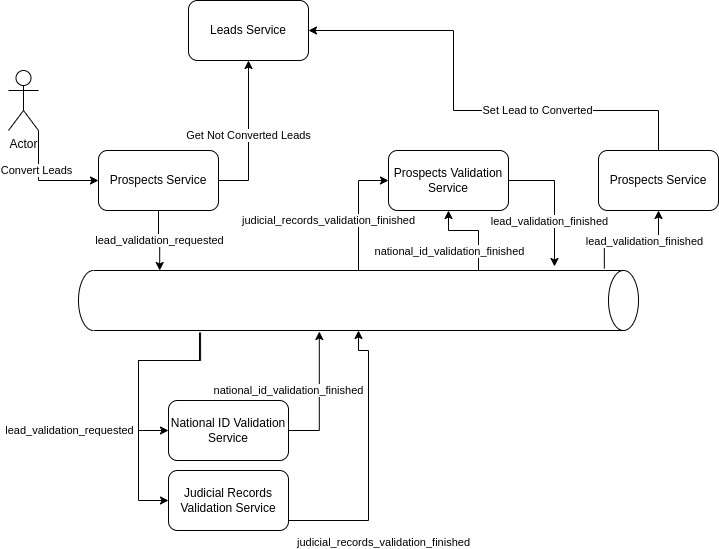 Leads Service
Set Lead to Converted
Get Not Converted Leads
Actor
Convert Leads
Prospects Service
Prospects Validation
Service
Prospects Service
judicial_records_validation_finished
lead_validation_finished
lead_validation_requested
lead_validation_finished
national_id_validation_finished
national_id_validation_finished
lead_validation_requested
National ID Validation
Service
Judicial Records
Validation Service
judicial_records_validation_finished